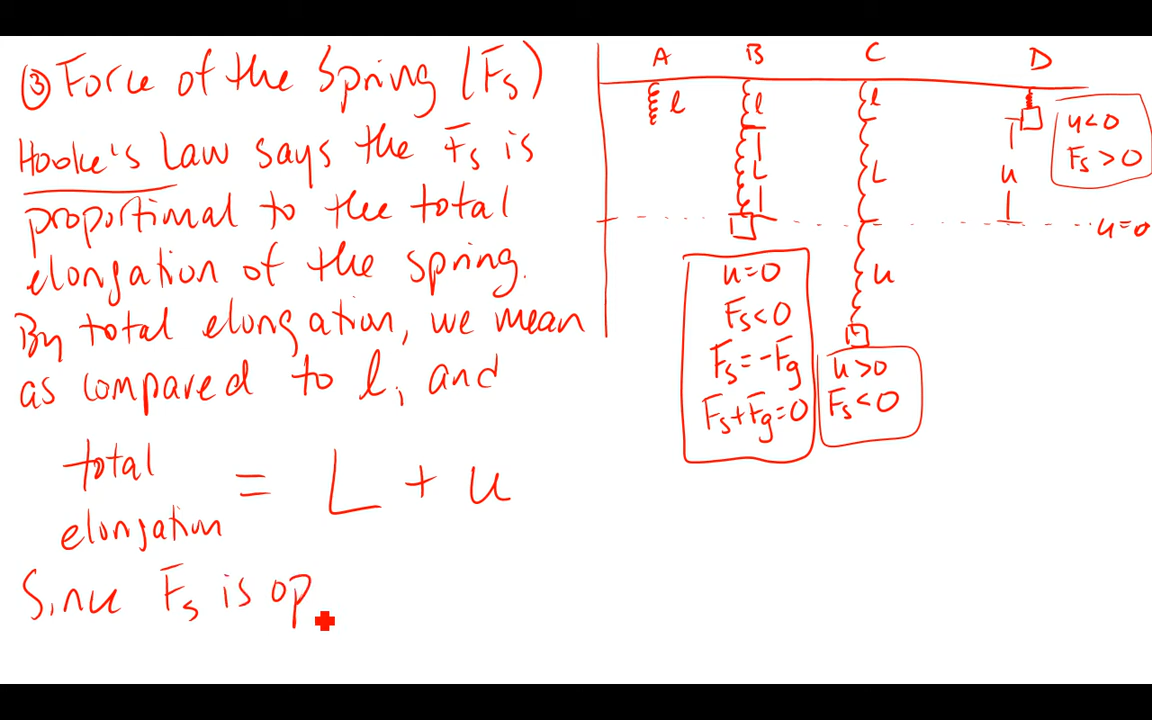 ③ Force of the Spring (Fs)
Hooke's Law says the Fs is
proportional to the total
elongation of the spring.
By total elongation, we mean
as compared to l, and
total
elongation = L + u
Since Fs is op
A B C D
l l l
L L
u u
u=0
u<0
Fs>0
u=0
Fs<0
Fs=-Fg
Fs+Fg=0
u>0
Fs<0